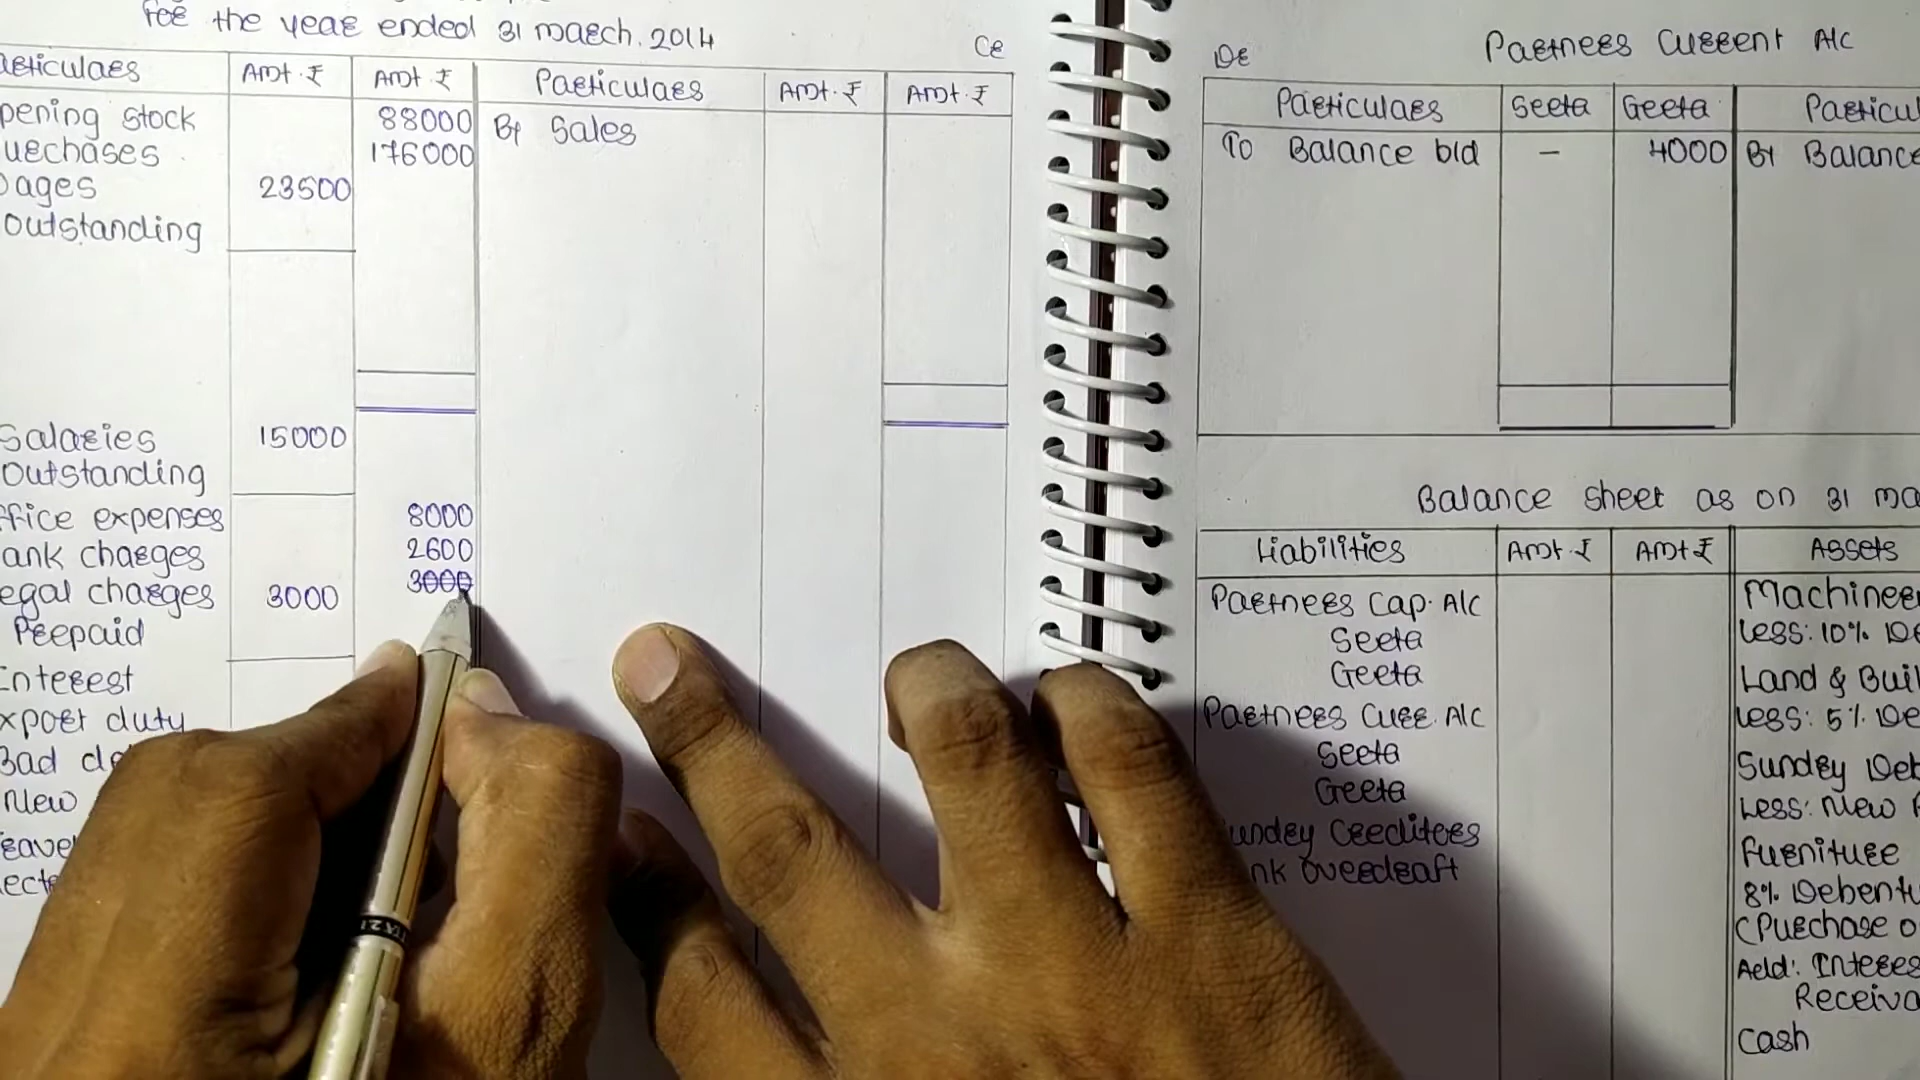 for the year ended 31 march. 2014
Cr
articulars Amt. ₹ Amt. ₹ Particulars Amt. ₹ Amt. ₹
pening stock 88000 By Sales
urchases 176000
ages 23500
outstanding
Salaries 15000
Outstanding
ffice expenses 8000
ank charges 2600
egal charges 3000 3000
Prepaid
Interest
xport duty
Bad de
New
Dr Partners Current A/c
Particulars Seeta Geeta Particul
To Balance b/d - 4000 By Balance
Balance sheet as on 31 ma
Liabilities Amt. ₹ Amt ₹ Assets
Partners Cap. A/c
Seeta
Geeta
Partners Curr. A/c
Seeta
Geeta
undry Creditors
nk Overdraft
Machiner
Less: 10% De
Land & Buil
Less: 5% De
Sundry Deb
Less: New R
Furniture
8% Debentu
(Purchase o
Add: Interes
Receiva
Cash